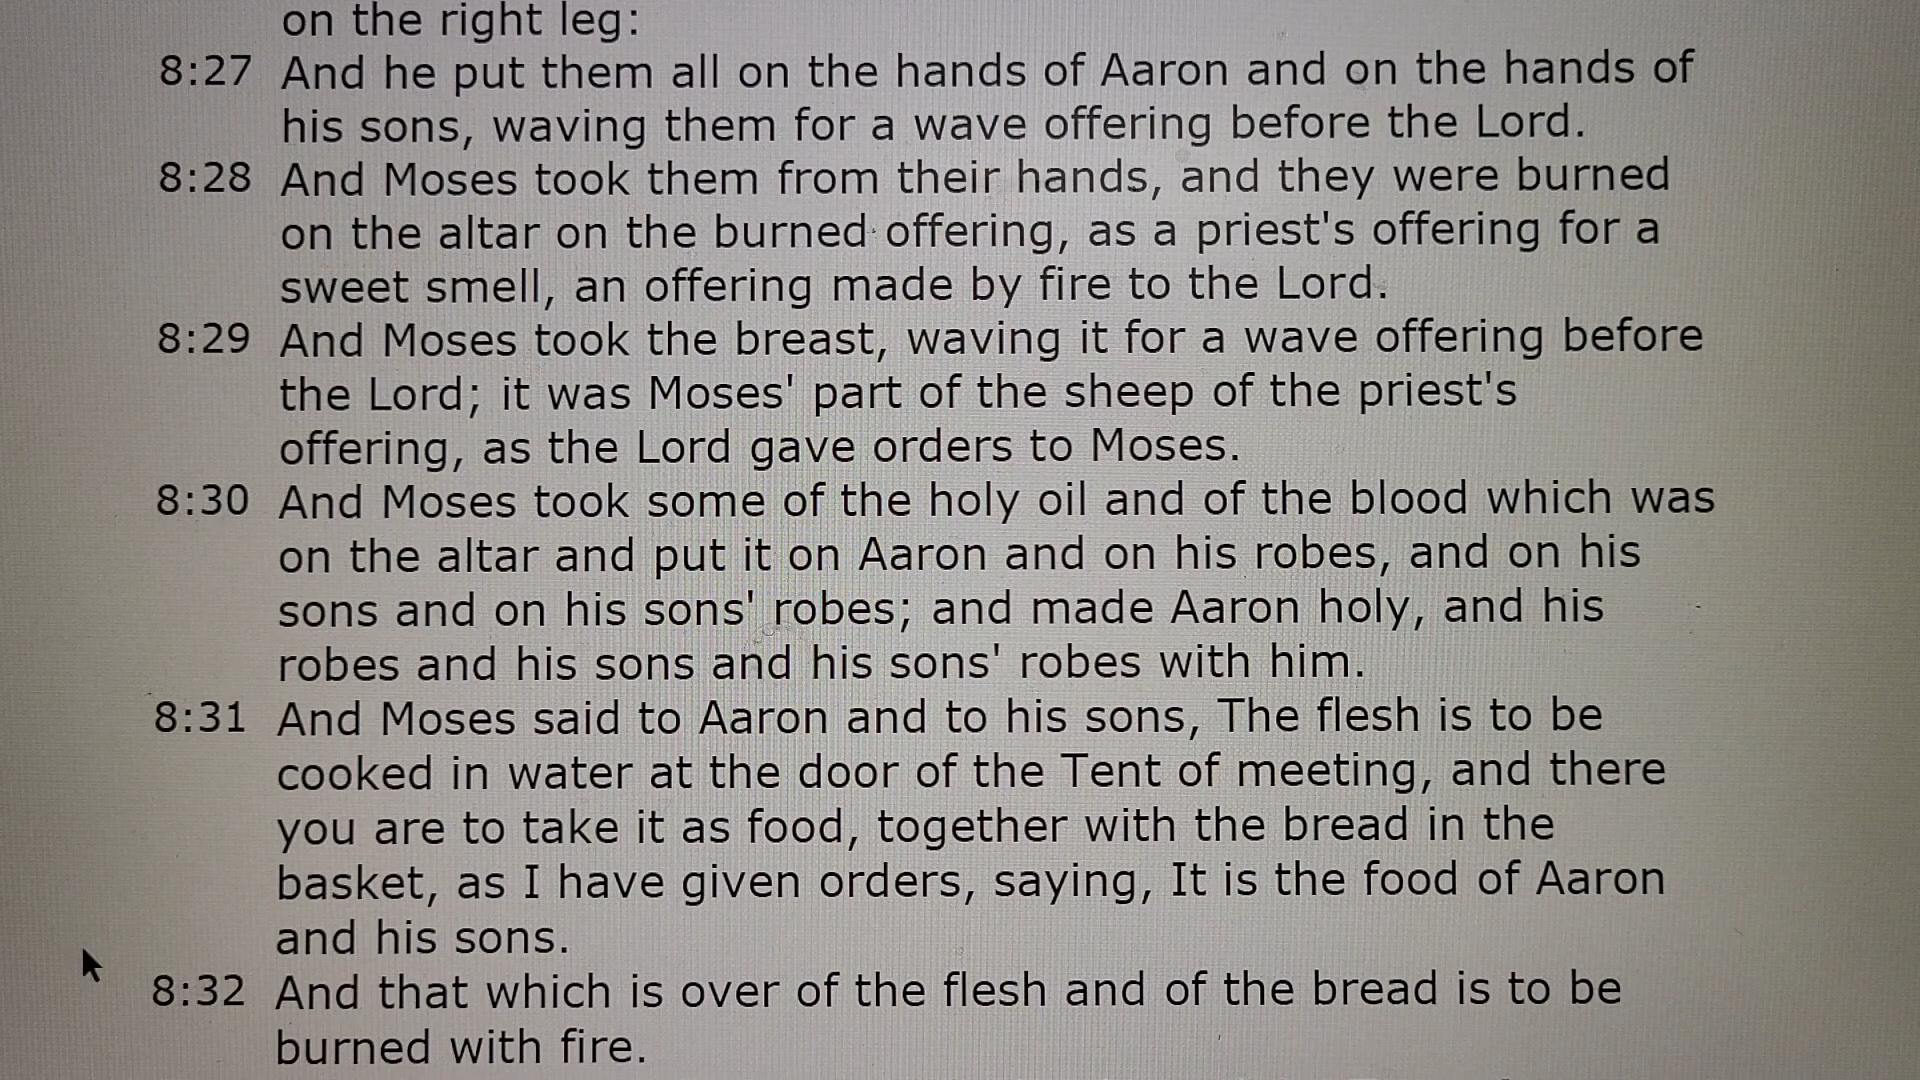 on the right leg:
8:27 And he put them all on the hands of Aaron and on the hands of
his sons, waving them for a wave offering before the Lord.
8:28 And Moses took them from their hands, and they were burned
on the altar on the burned offering, as a priest's offering for a
sweet smell, an offering made by fire to the Lord.
8:29 And Moses took the breast, waving it for a wave offering before
the Lord; it was Moses' part of the sheep of the priest's
offering, as the Lord gave orders to Moses.
8:30 And Moses took some of the holy oil and of the blood which was
on the altar and put it on Aaron and on his robes, and on his
sons and on his sons' robes; and made Aaron holy, and his
robes and his sons and his sons' robes with him.
8:31 And Moses said to Aaron and to his sons, The flesh is to be
cooked in water at the door of the Tent of meeting, and there
you are to take it as food, together with the bread in the
basket, as I have given orders, saying, It is the food of Aaron
and his sons.
8:32 And that which is over of the flesh and of the bread is to be
burned with fire.